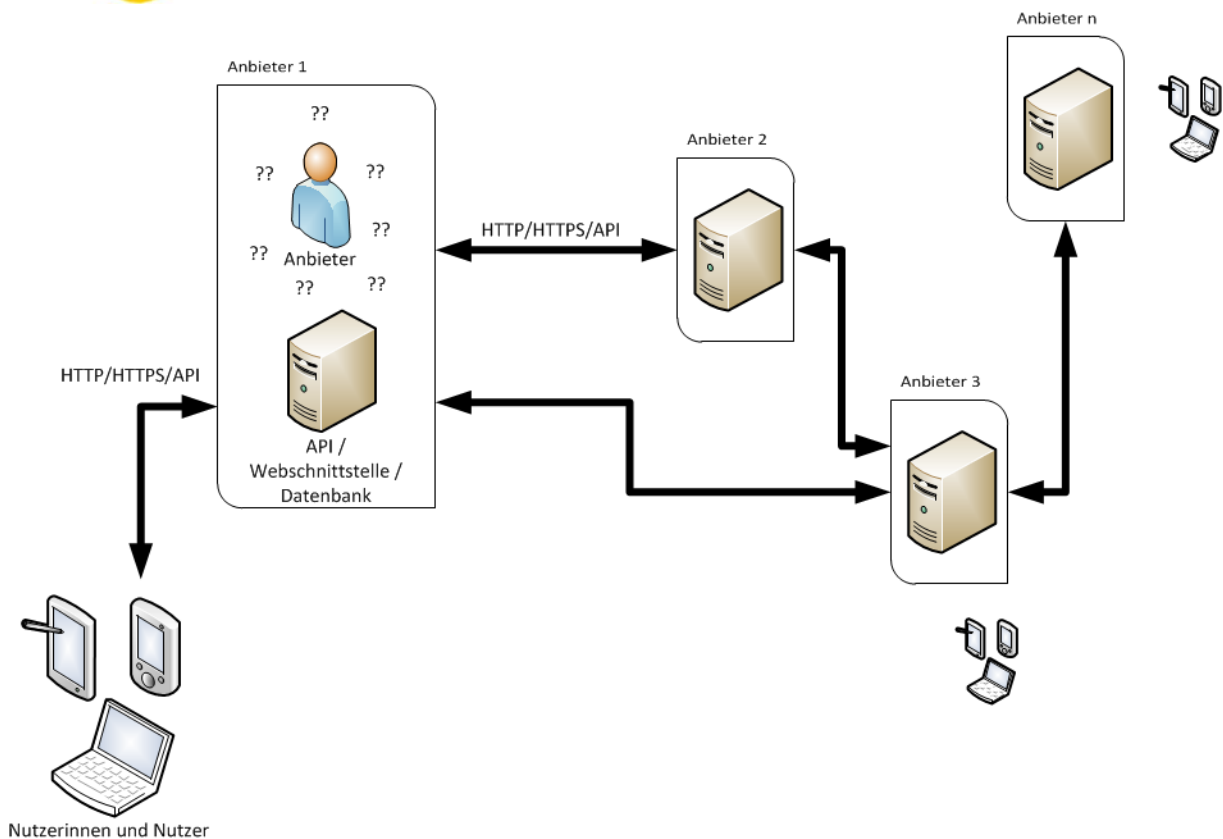 Anbieter n
Anbieter 1
??
Anbieter 2
??
??
HTTP/HTTPS/API
??
??
Anbieter
??
??
HTTP/HTTPS/API
Anbieter 3
API /
Webschnittstelle /
Datenbank
Nutzerinnen und Nutzer